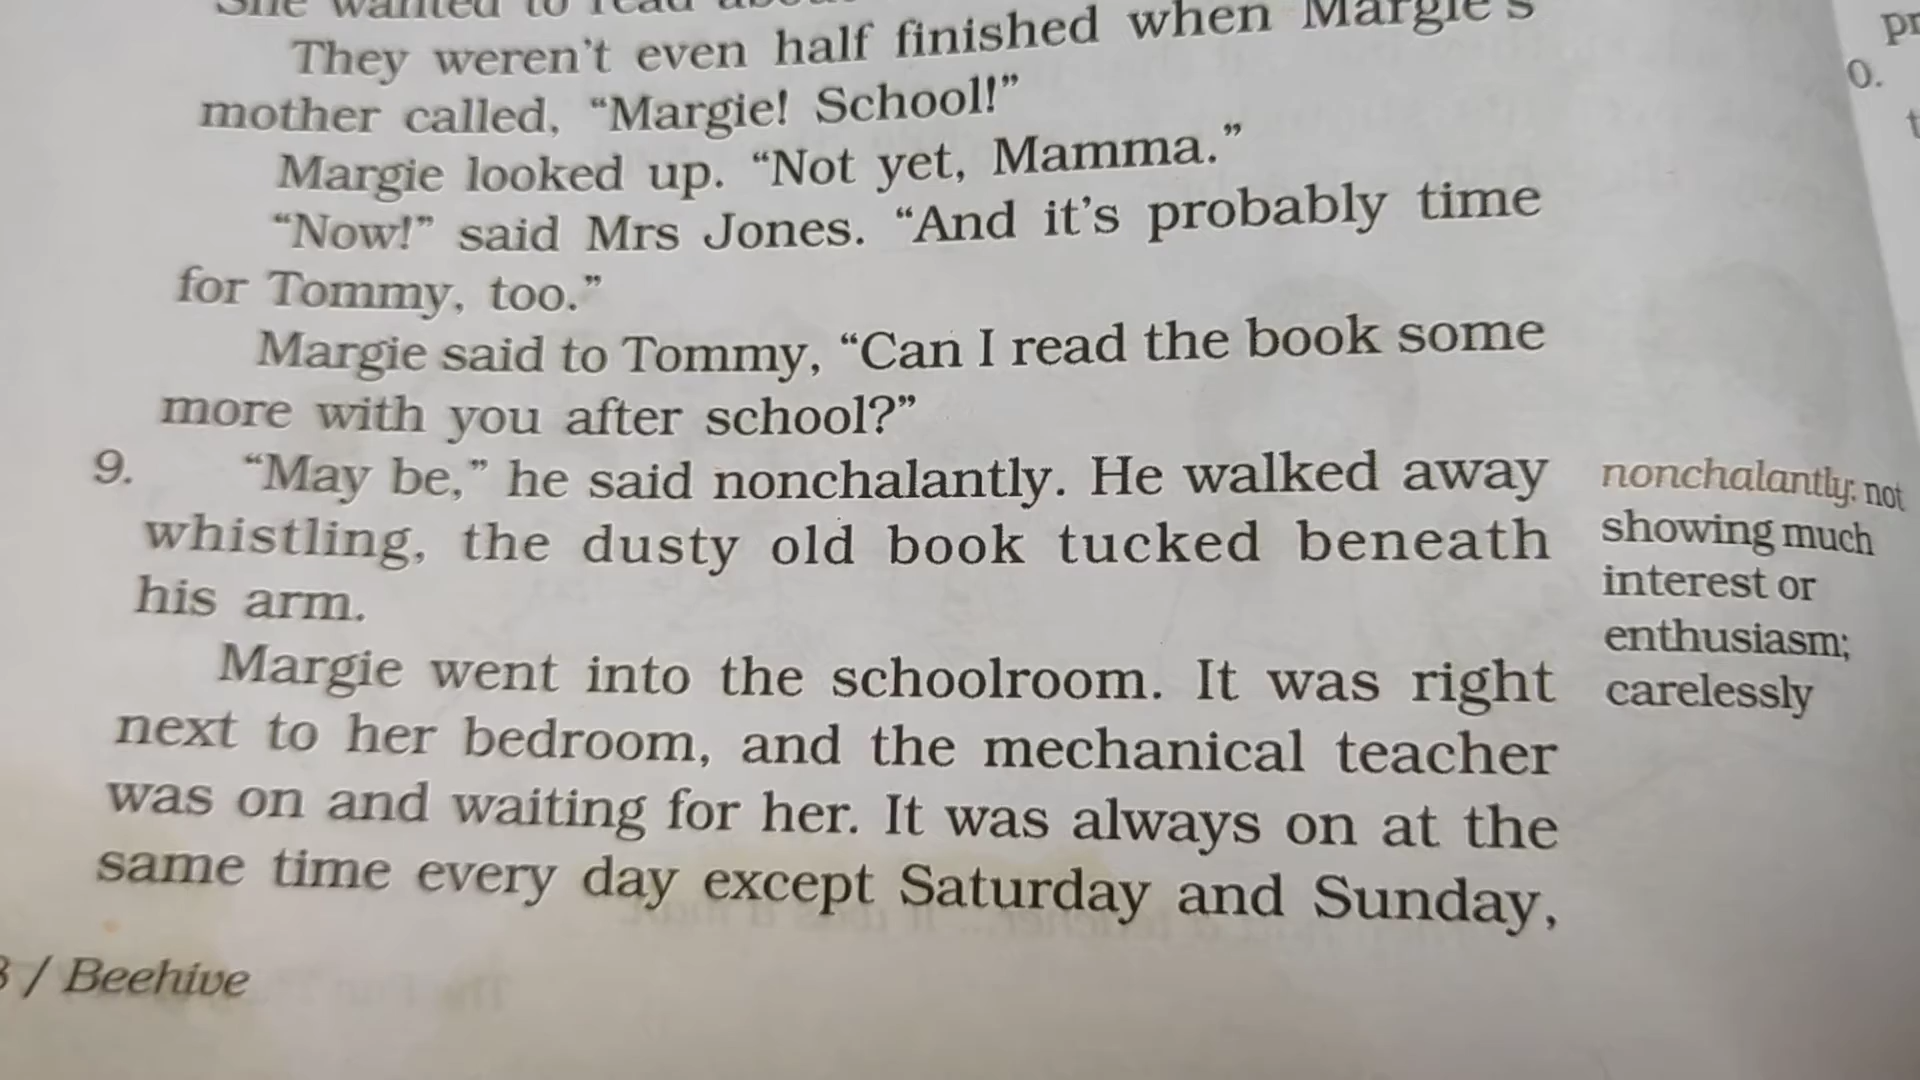 She wanted to read
They weren't even half finished when Margie's
mother called, “Margie! School!”
Margie looked up. “Not yet, Mamma.”
“Now!” said Mrs Jones. “And it's probably time
for Tommy, too.”
Margie said to Tommy, “Can I read the book some
more with you after school?”
9. “May be,” he said nonchalantly. He walked away
whistling, the dusty old book tucked beneath
his arm.
Margie went into the schoolroom. It was right
next to her bedroom, and the mechanical teacher
was on and waiting for her. It was always on at the
same time every day except Saturday and Sunday,
nonchalantly: not
showing much
interest or
enthusiasm;
carelessly
/ Beehive
0.